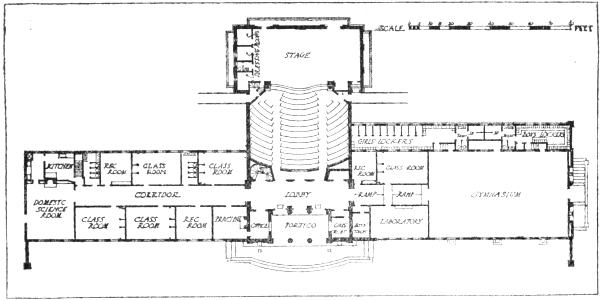 SCALE
FEET
STAGE
DRESSING ROOM
GIRLS' LOCKERS
BOYS' LOCKERS
KITCHEN
REC
ROOM
CLASS
ROOM
CLASS
ROOM
REC
ROOM
CLASS ROOM
CORRIDOR
LOBBY
RAMP
RAMP
GYMNASIUM
DOMESTIC
SCIENCE
ROOM
CLASS
ROOM
CLASS
ROOM
REC
ROOM
PRACTISE
OFFICE
PORTICO
GIRLS
BOYS
LABORATORY